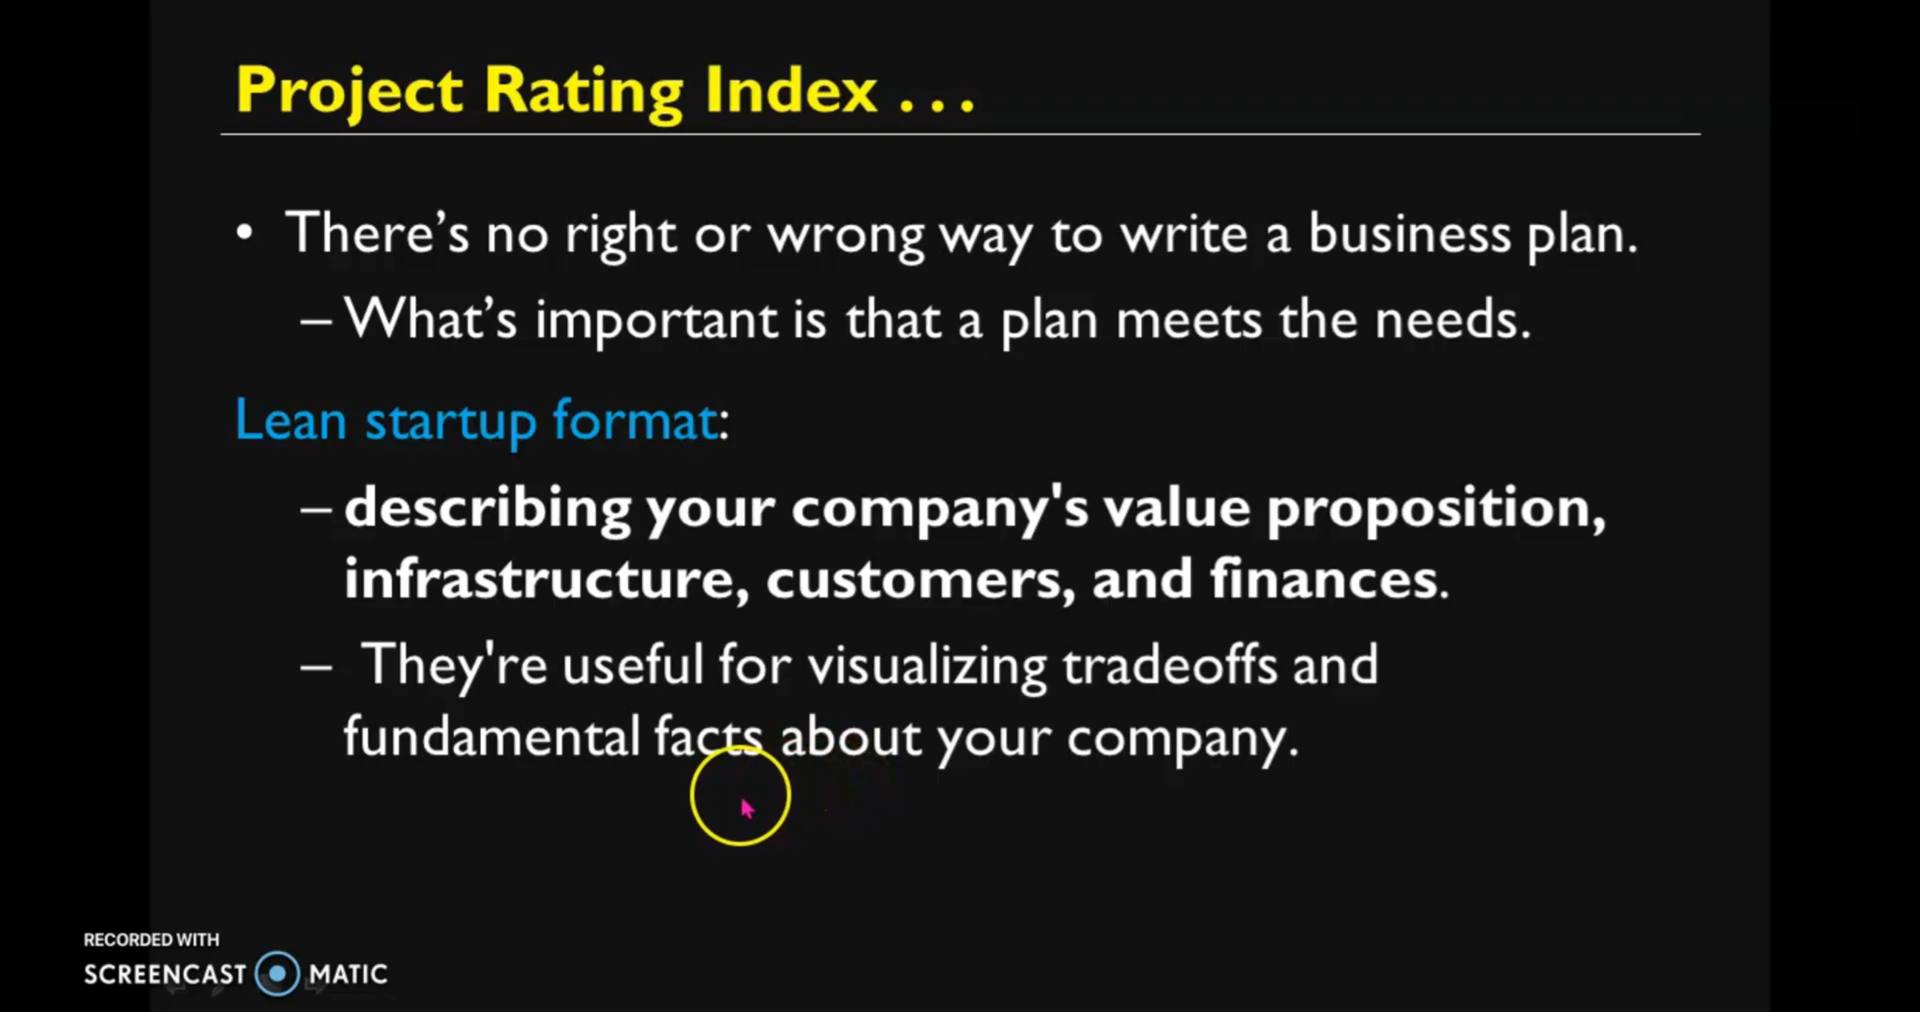 Project Rating Index . . .
• There’s no right or wrong way to write a business plan.
– What’s important is that a plan meets the needs.
Lean startup format:
– describing your company's value proposition,
infrastructure, customers, and finances.
– They're useful for visualizing tradeoffs and
fundamental facts about your company.
RECORDED WITH
SCREENCAST MATIC